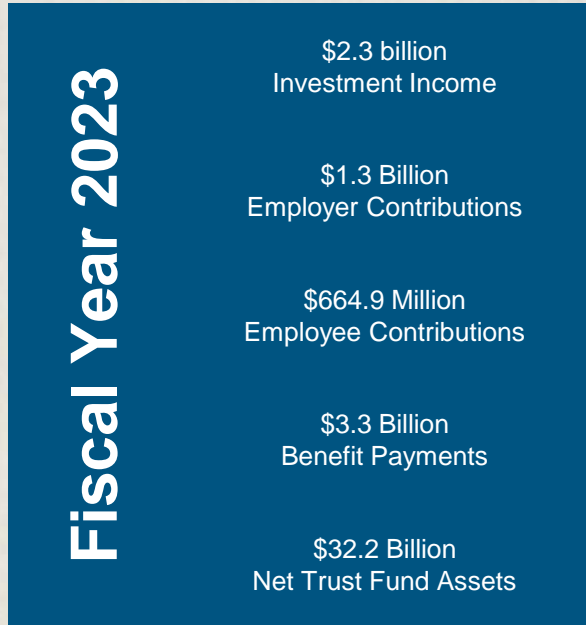 Fiscal Year 2023
$2.3 billion
Investment Income
$1.3 Billion
Employer Contributions
$664.9 Million
Employee Contributions
$3.3 Billion
Benefit Payments
$32.2 Billion
Net Trust Fund Assets